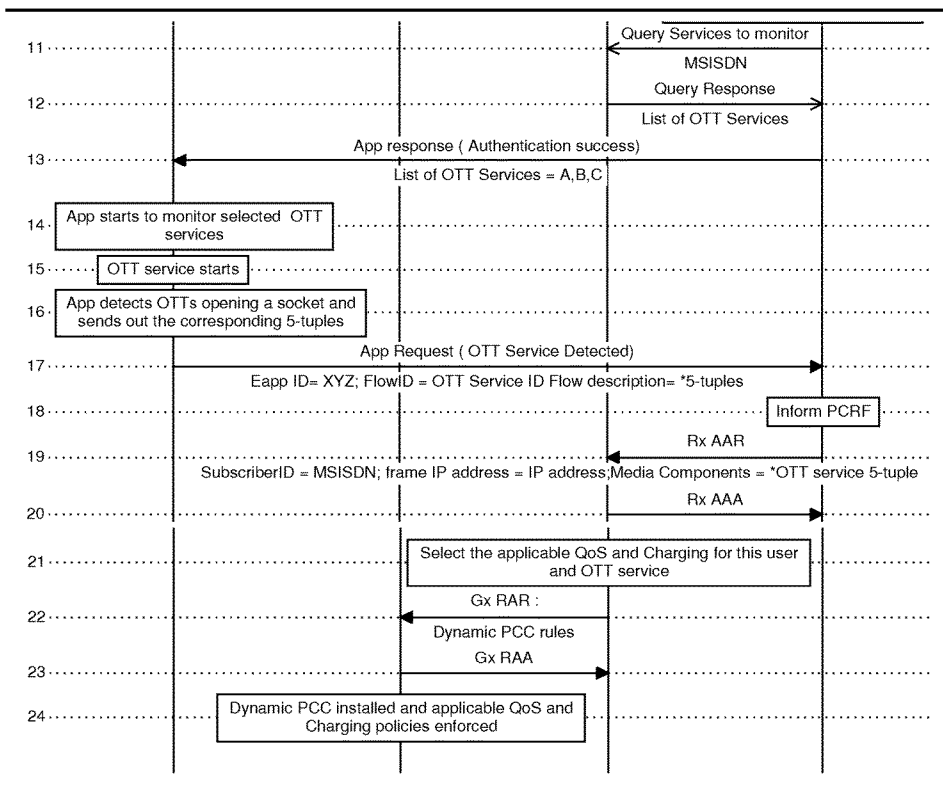 11
Query Services to monitor
MSISDN
12
Query Response
List of OTT Services
13
App response ( Authentication success)
List of OTT Services = A,B,C
14
App starts to monitor selected OTT
services
15
OTT service starts
16
App detects OTTs opening a socket and
sends out the corresponding 5-tuples
17
App Request ( OTT Service Detected)
Eapp ID= XYZ; FlowID = OTT Service ID Flow description= *5-tuples
18
Inform PCRF
19
Rx AAR
SubscriberID = MSISDN; frame IP address = IP address;Media Components = *OTT service 5-tuple
20
Rx AAA
21
Select the applicable QoS and Charging for this user
and OTT service
22
Gx RAR :
Dynamic PCC rules
23
Gx RAA
24
Dynamic PCC installed and applicable QoS and
Charging policies enforced